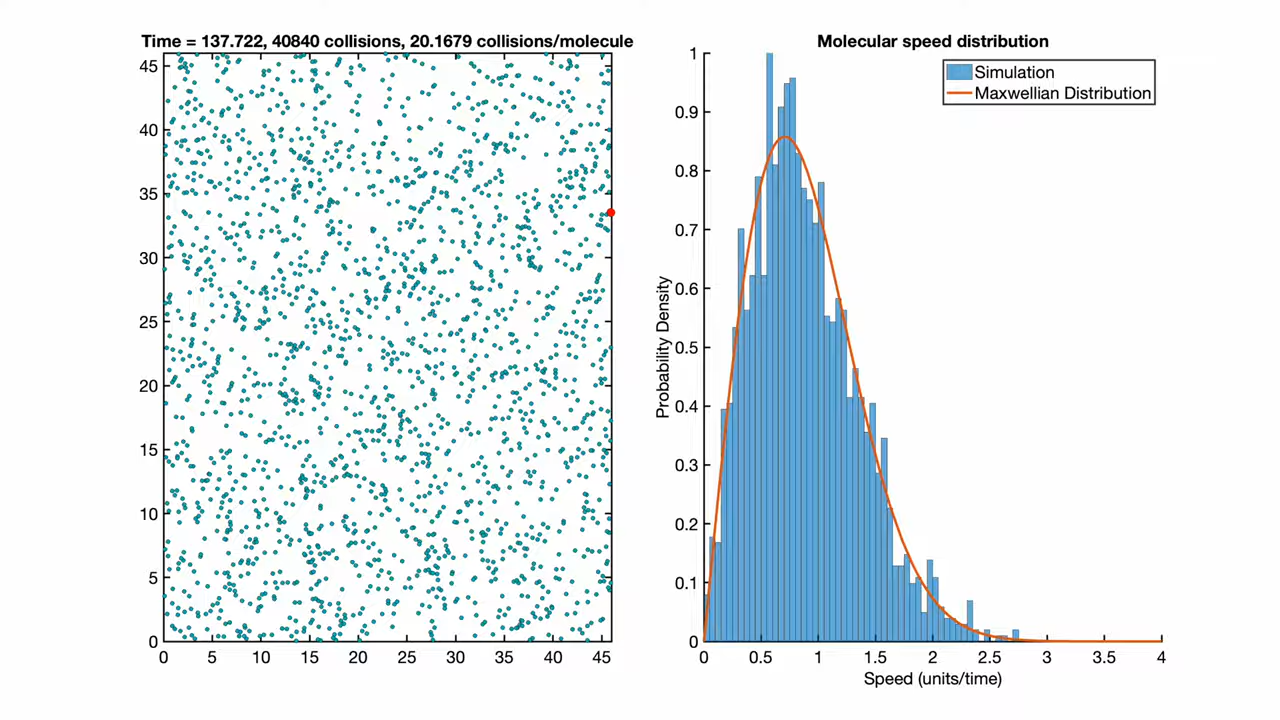 Time = 137.722, 40840 collisions, 20.1679 collisions/molecule
45
40
35
30
25
20
15
10
5
0
0 5 10 15 20 25 30 35 40 45
Molecular speed distribution
Simulation
Maxwellian Distribution
1
0.9
0.8
0.7
0.6
0.5
0.4
0.3
0.2
0.1
0
Probability Density
0 0.5 1 1.5 2 2.5 3 3.5 4
Speed (units/time)